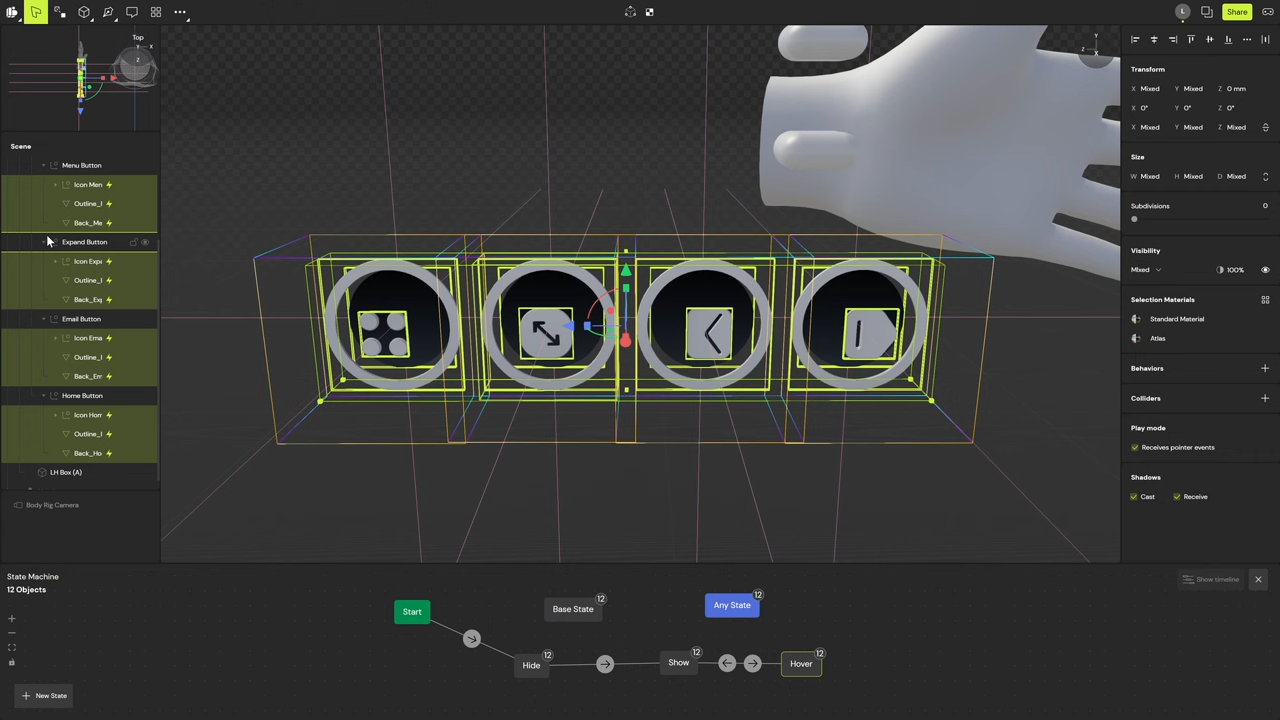 L
Share
Top
Y
X
Z
Y
Z
X
Scene
Menu Button
Icon Men
Outline_I
Back_Me
Expand Button
Icon Expa
Outline_I
Back_Exp
Email Button
Icon Ema
Outline_I
Back_Em
Home Button
Icon Hom
Outline_I
Back_Ho
LH Box (A)
Body Rig Camera
Transform
X Mixed Y Mixed Z 0 mm
X 0° Y 0° Z 0°
X Mixed Y Mixed Z Mixed
Size
W Mixed H Mixed D Mixed
Subdivisions 0
Visibility
Mixed 100%
Selection Materials
Standard Material
Atlas
Behaviors
Colliders
Play mode
Receives pointer events
Shadows
Cast Receive
State Machine
12 Objects
Show timeline
Start
Base State 12
Any State 12
Hide 12
Show 12
Hover 12
New State